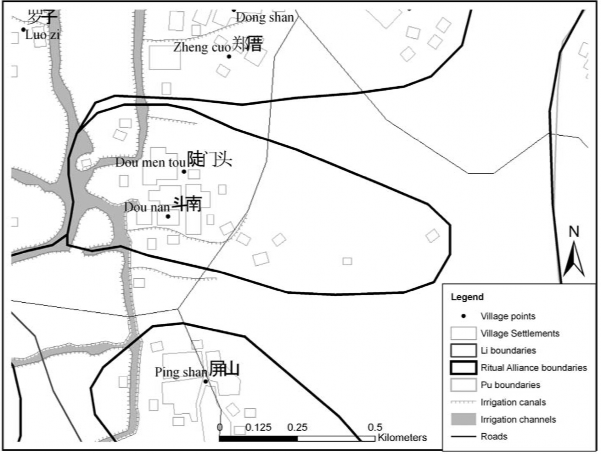 罗子
Luo zi
Dong shan
Zheng cuo 郑厝
Dou men tou 陡门头
Dou nan 斗南
Ping shan 屏山
N
0 0.125 0.25 0.5
Kilometers
Legend
Village points
Village Settlements
Li boundaries
Ritual Alliance boundaries
Pu boundaries
Irrigation canals
Irrigation channels
Roads